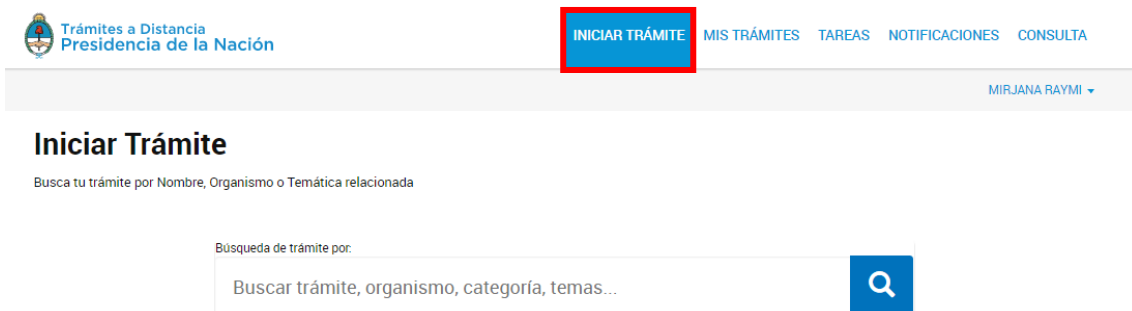 Trámites a Distancia
Presidencia de la Nación
INICIAR TRÁMITE MIS TRÁMITES TAREAS NOTIFICACIONES CONSULTA
MIRJANA RAYMI
Iniciar Trámite
Busca tu trámite por Nombre, Organismo o Temática relacionada
Búsqueda de trámite por:
Buscar trámite, organismo, categoría, temas...